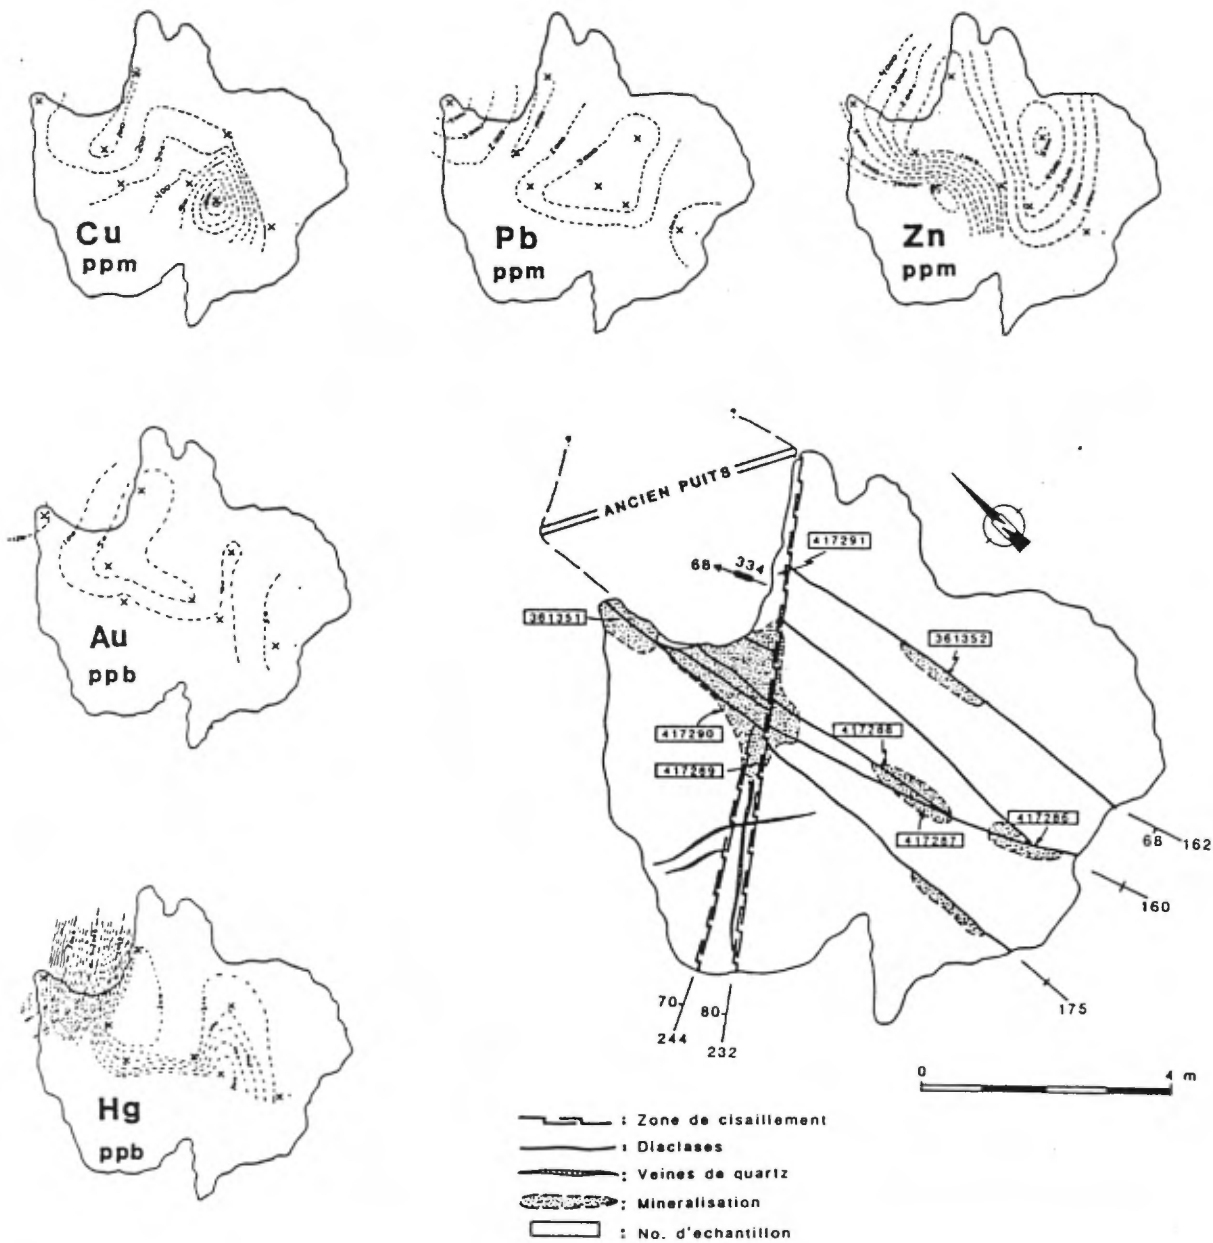 Cu
ppm
Pb
ppm
Zn
ppm
Au
ppb
Hg
ppb
ANCIEN PUITS
417291
68
334
361351
361352
417290
417288
417289
417287
417286
68
162
160
175
70
244
80
232
0
4 m
: Zone de cisaillement
: Diaclases
: Veines de quartz
: Mineralisation
: No. d'echantillon